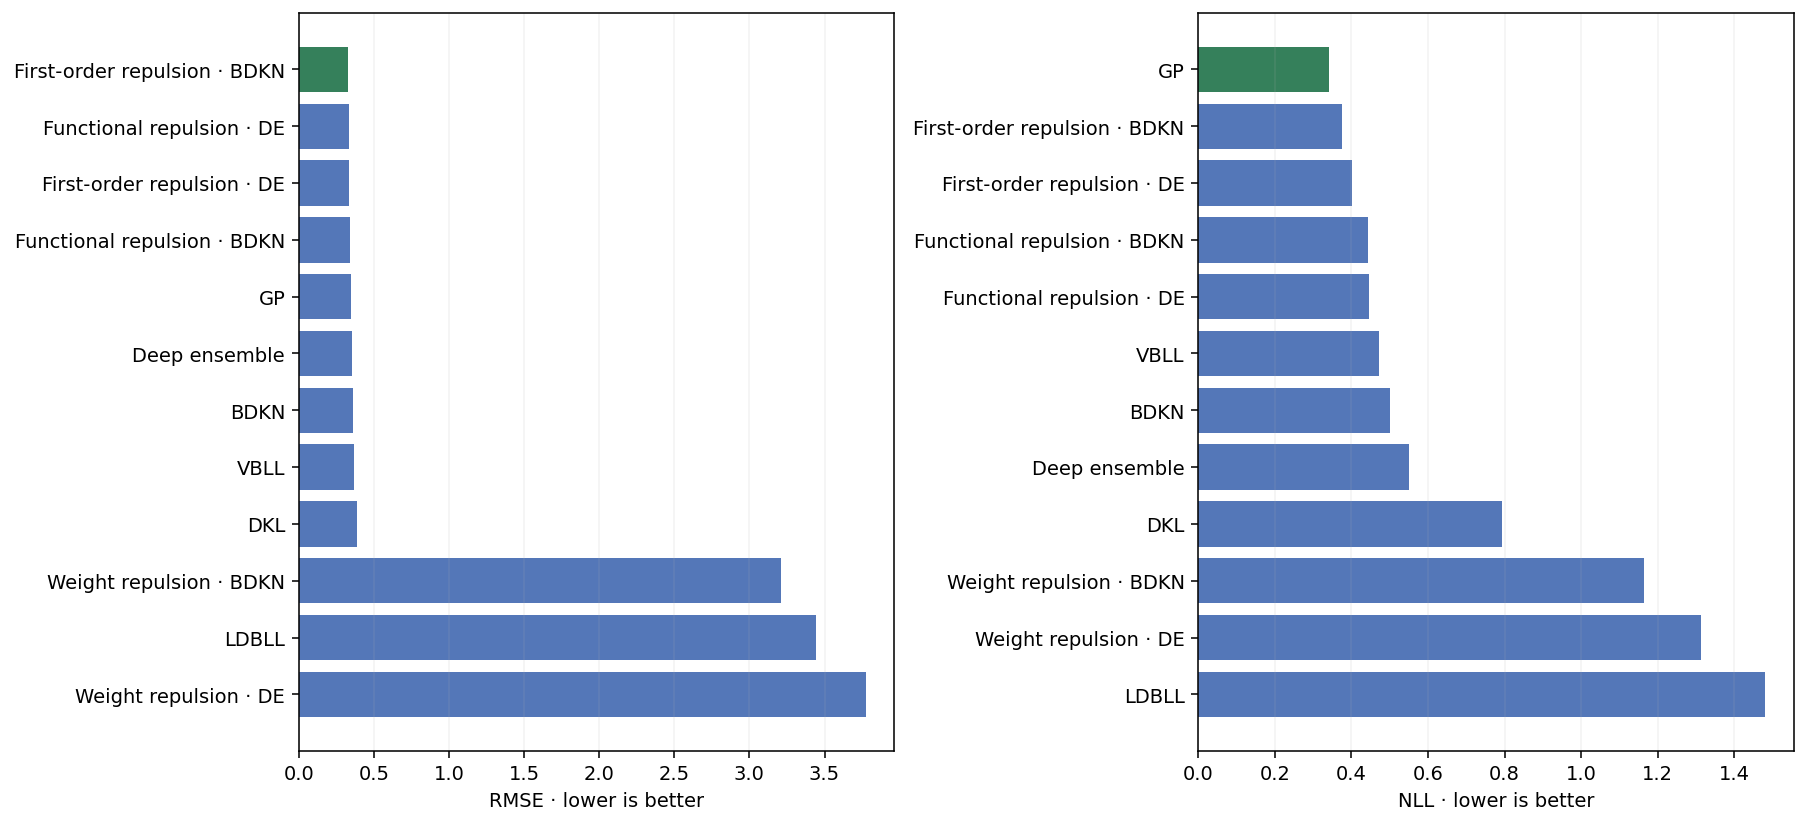 First-order repulsion · BDKN
Functional repulsion · DE
First-order repulsion · DE
Functional repulsion · BDKN
GP
Deep ensemble
BDKN
VBLL
DKL
Weight repulsion · BDKN
LDBLL
Weight repulsion · DE
0.0 0.5 1.0 1.5 2.0 2.5 3.0 3.5
RMSE · lower is better
GP
First-order repulsion · BDKN
First-order repulsion · DE
Functional repulsion · BDKN
Functional repulsion · DE
VBLL
BDKN
Deep ensemble
DKL
Weight repulsion · BDKN
Weight repulsion · DE
LDBLL
0.0 0.2 0.4 0.6 0.8 1.0 1.2 1.4
NLL · lower is better